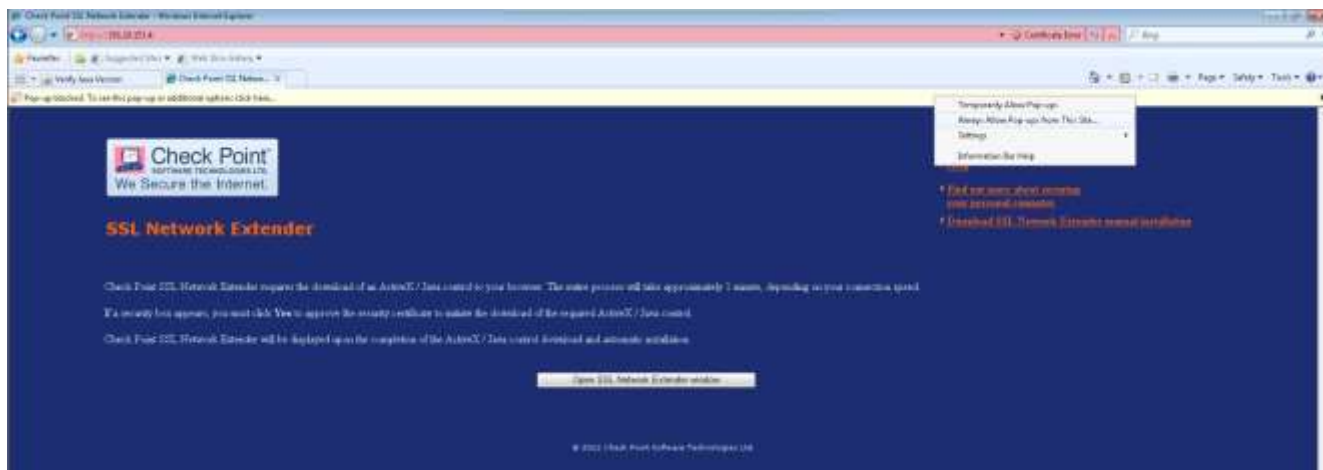 Check Point SSL Network Extender - Windows Internet Explorer
Certificate Error
Bing
Favorites Suggested Sites Web Slice Gallery
Verify Java Version Check Point SSL Networ... Page Safety Tools
Pop-up blocked. To see this pop-up or additional options click here...
Temporarily Allow Pop-ups
Always Allow Pop-ups from This Site...
Settings
Information Bar Help
Check Point
SOFTWARE TECHNOLOGIES LTD.
We Secure the Internet.
Find out more about securing
your personal computer
Download SSL Network Extender manual installation
SSL Network Extender
Check Point SSL Network Extender requires the download of an ActiveX / Java control to your browser. The entire process will take approximately 1 minute, depending on your connection speed.
If a security box appears, you must click Yes to approve the security certificate to initiate the download of the required ActiveX / Java control.
Check Point SSL Network Extender will be displayed upon the completion of the ActiveX / Java control download and automatic installation.
Open SSL Network Extender window
Check Point Software Technologies Ltd.